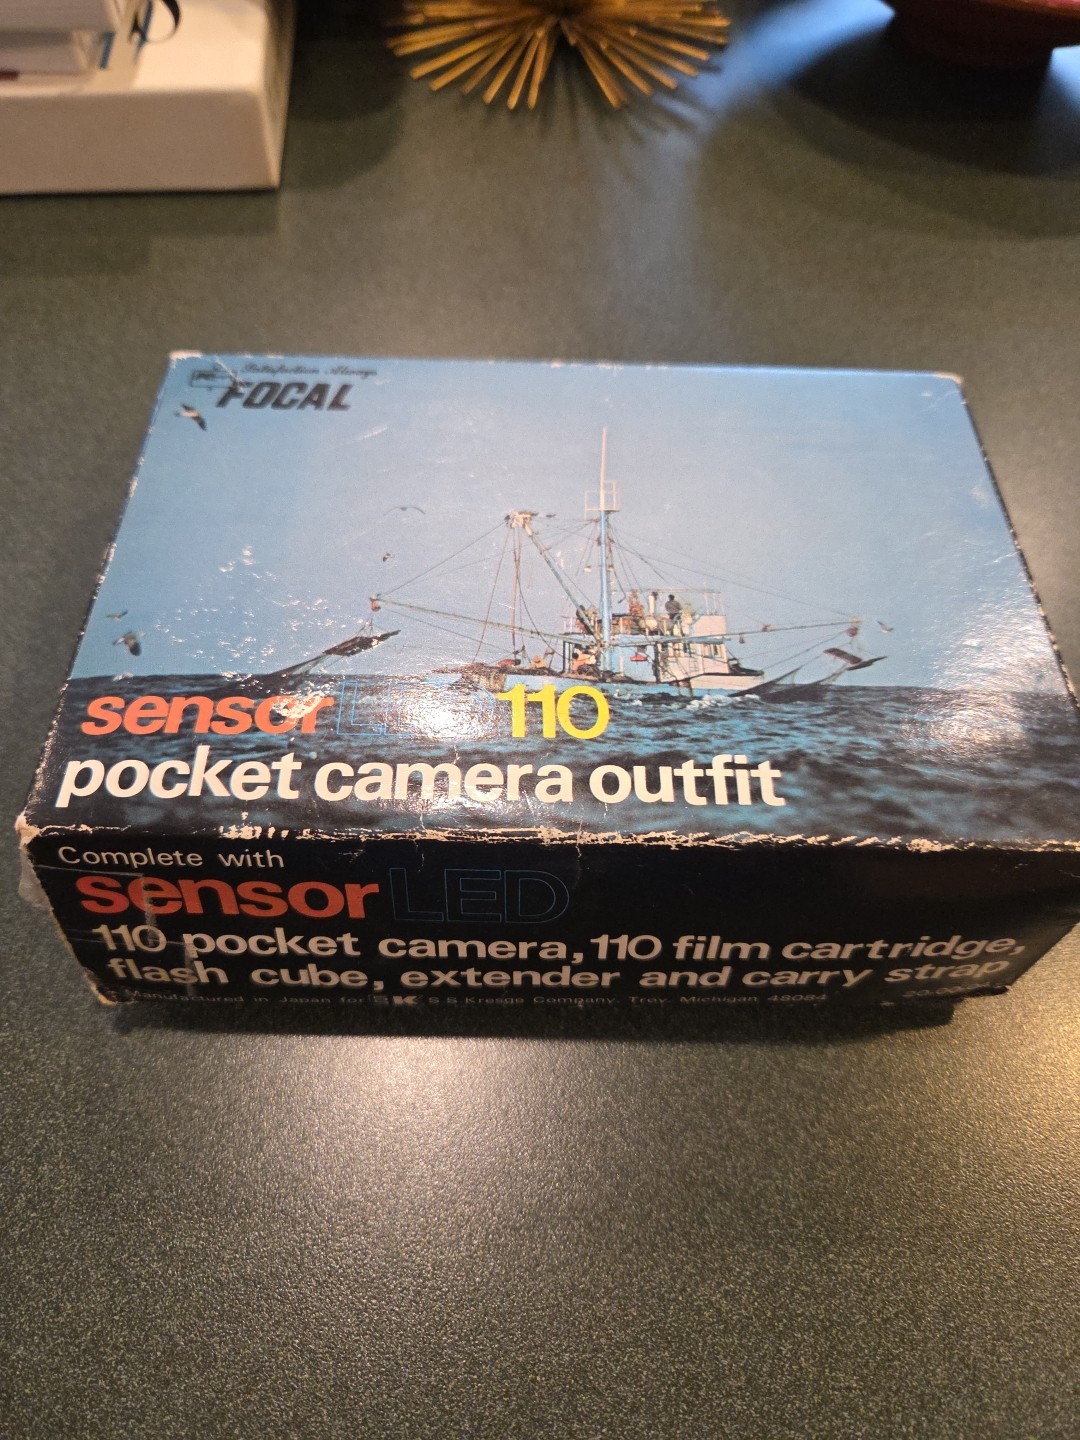 Satisfaction Always
FOCAL
sensor LED 110
pocket camera outfit
Complete with
sensor LED
110 pocket camera, 110 film cartridge,
flash cube, extender and carry strap
Manufactured in Japan for K S S Kresge Company, Troy, Michigan 48084